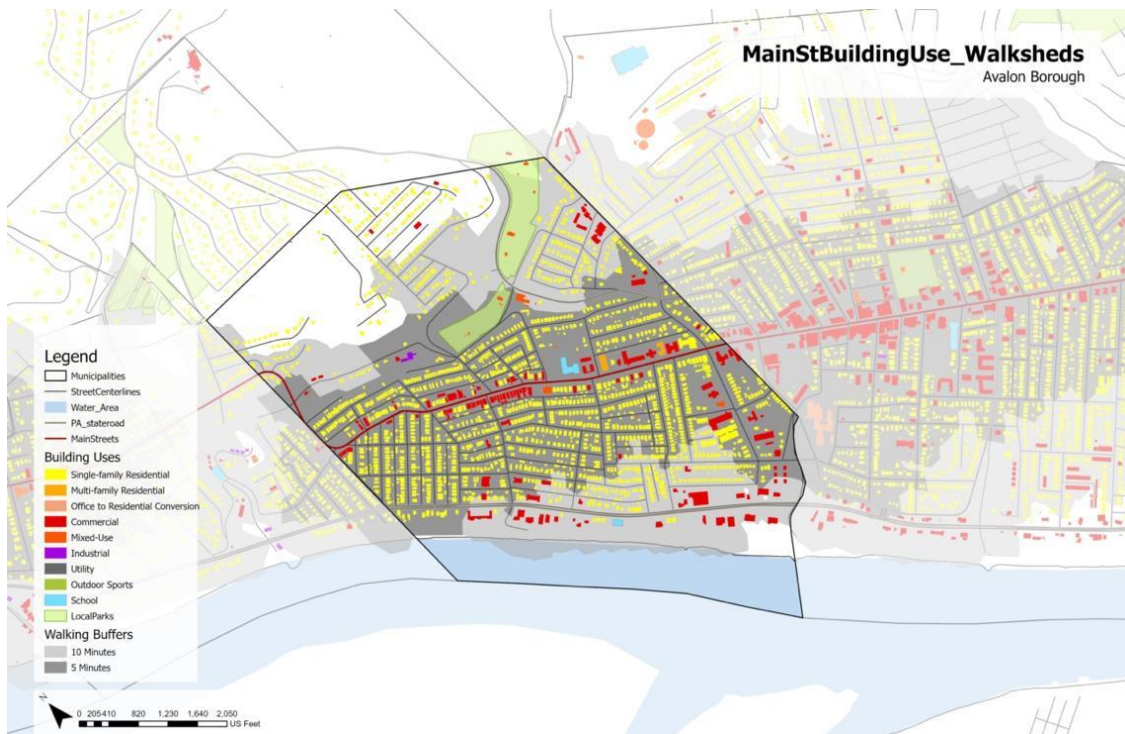 MainStBuildingUse_Walksheds
Avalon Borough
Legend
Municipalities
StreetCenterlines
Water_Area
PA_stateroad
MainStreets
Building Uses
Single-family Residential
Multi-family Residential
Office to Residential Conversion
Commercial
Mixed-Use
Industrial
Utility
Outdoor Sports
School
LocalParks
Walking Buffers
10 Minutes
5 Minutes
N
0 205410 820 1,230 1,640 2,050
US Feet